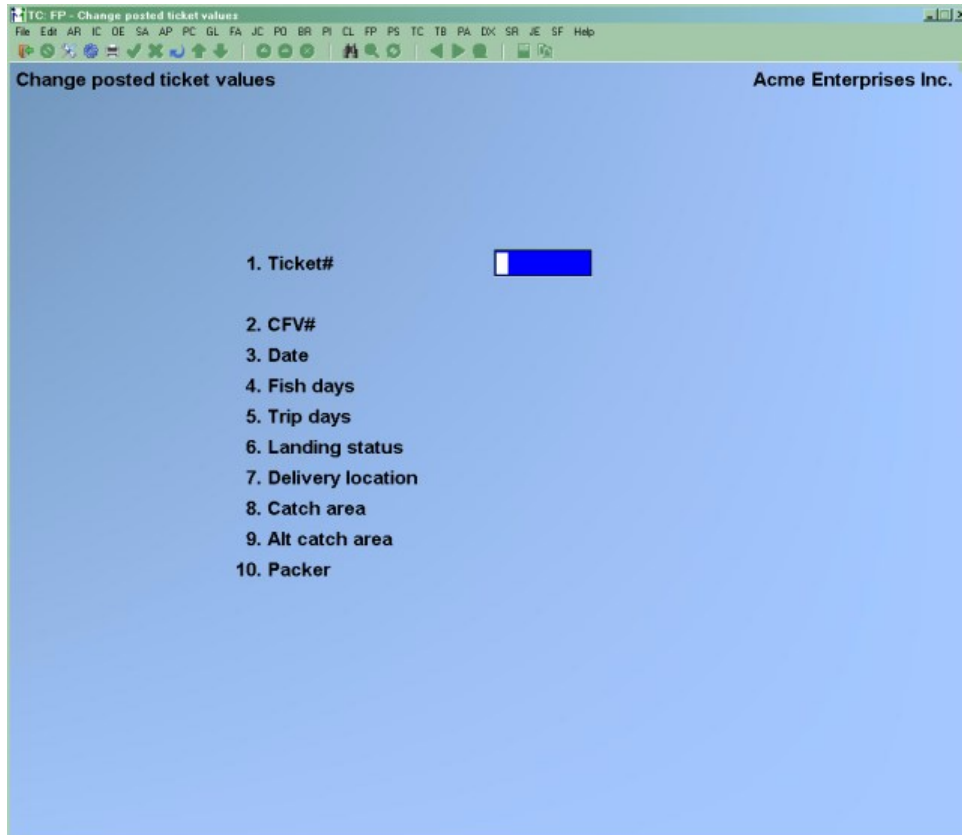 TC: FP - Change posted ticket values
File Edit AR IC OE SA AP PC GL FA JC PO BR PI CL FP PS TC TB PA DX SR JE SF Help
Change posted ticket values Acme Enterprises Inc.
1. Ticket#
2. CFV#
3. Date
4. Fish days
5. Trip days
6. Landing status
7. Delivery location
8. Catch area
9. Alt catch area
10. Packer